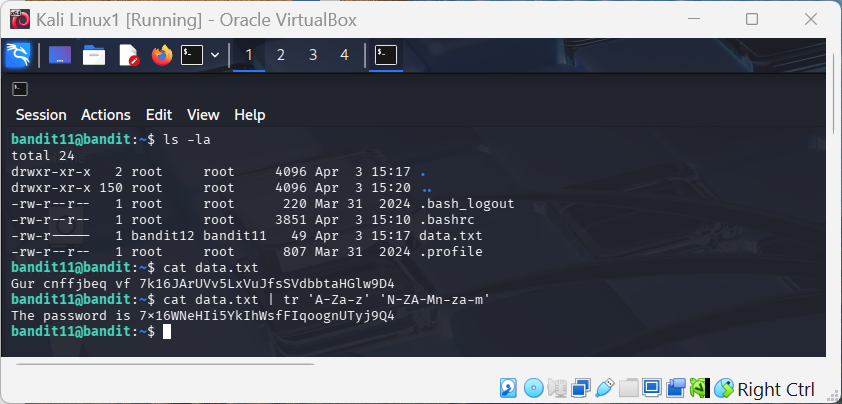 Kali Linux1 [Running] - Oracle VirtualBox
1 2 3 4
Session Actions Edit View Help
bandit11@bandit:~$ ls -la
total 24
drwxr-xr-x 2 root root 4096 Apr 3 15:17 .
drwxr-xr-x 150 root root 4096 Apr 3 15:20 ..
-rw-r--r-- 1 root root 220 Mar 31 2024 .bash_logout
-rw-r--r-- 1 root root 3851 Apr 3 15:10 .bashrc
-rw-r----- 1 bandit12 bandit11 49 Apr 3 15:17 data.txt
-rw-r--r-- 1 root root 807 Mar 31 2024 .profile
bandit11@bandit:~$ cat data.txt
Gur cnffjbeq vf 7k16JArUVv5LxVuJfsSVdbbtaHGlw9D4
bandit11@bandit:~$ cat data.txt | tr 'A-Za-z' 'N-ZA-Mn-za-m'
The password is 7x16WNeHIi5YkIhWsfFIqoognUTyj9Q4
bandit11@bandit:~$
Right Ctrl